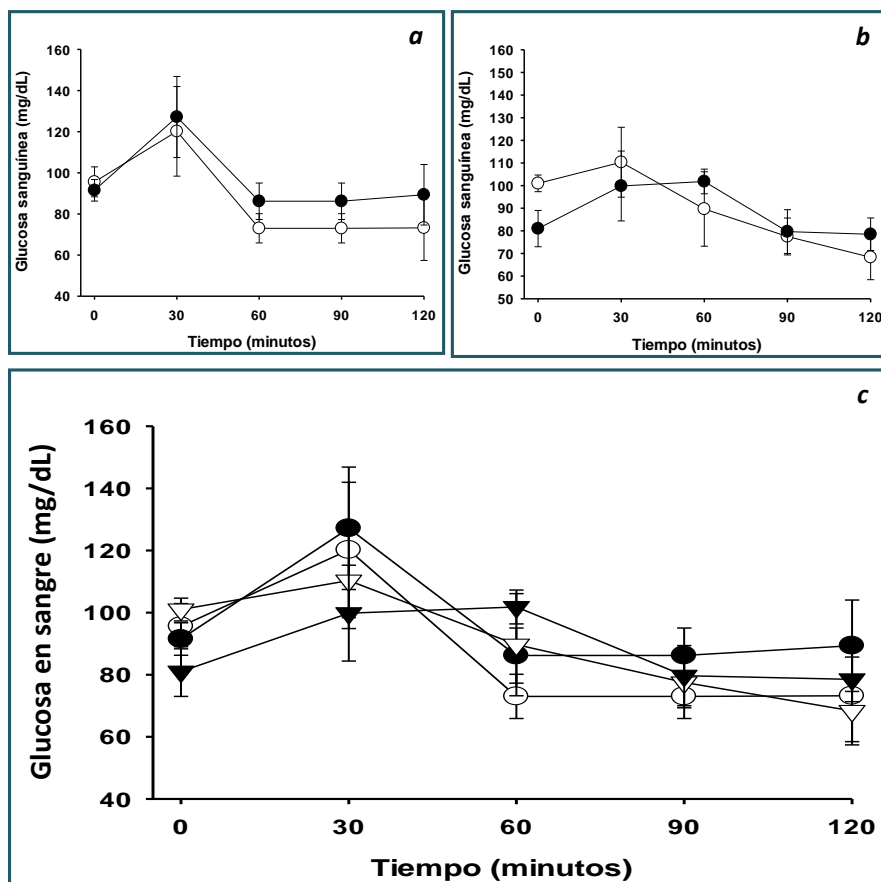 a
Glucosa sanguínea (mg/dL)
160
140
120
100
80
60
40
0 30 60 90 120
Tiempo (minutos)
b
Glucosa sanguínea (mg/dL)
160
150
140
130
120
110
100
90
80
70
60
50
0 30 60 90 120
Tiempo (minutos)
c
Glucosa en sangre (mg/dL)
160
140
120
100
80
60
40
0 30 60 90 120
Tiempo (minutos)